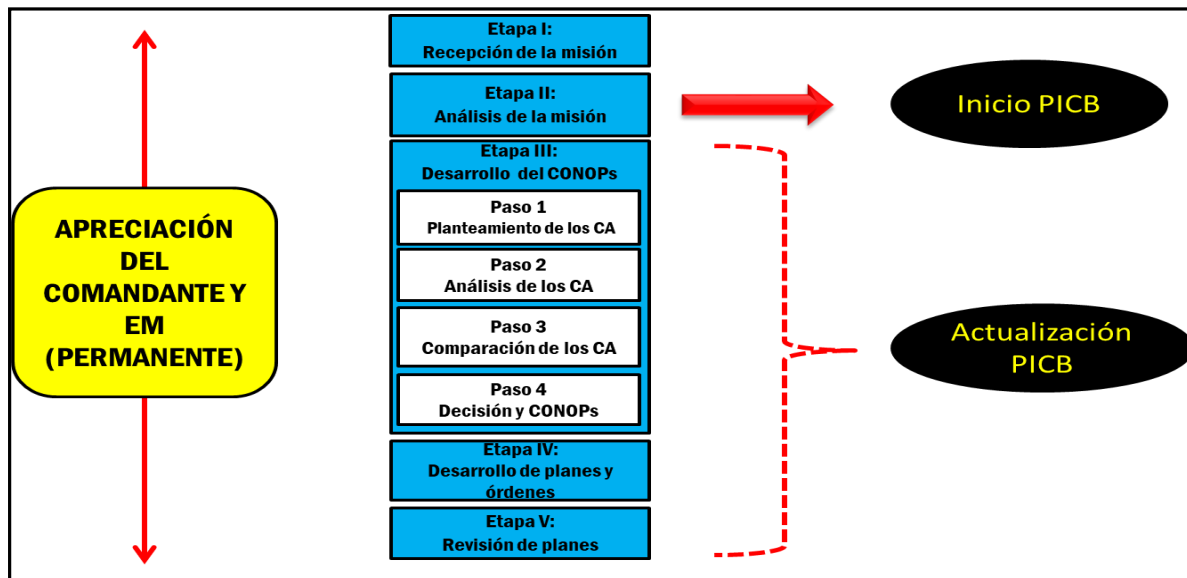 APRECIACIÓN
DEL
COMANDANTE Y
EM
(PERMANENTE)
Etapa I:
Recepción de la misión
Etapa II:
Análisis de la misión
Etapa III:
Desarrollo del CONOPs
Paso 1
Planteamiento de los CA
Paso 2
Análisis de los CA
Paso 3
Comparación de los CA
Paso 4
Decisión y CONOPs
Etapa IV:
Desarrollo de planes y
órdenes
Etapa V:
Revisión de planes
Inicio PICB
Actualización
PICB